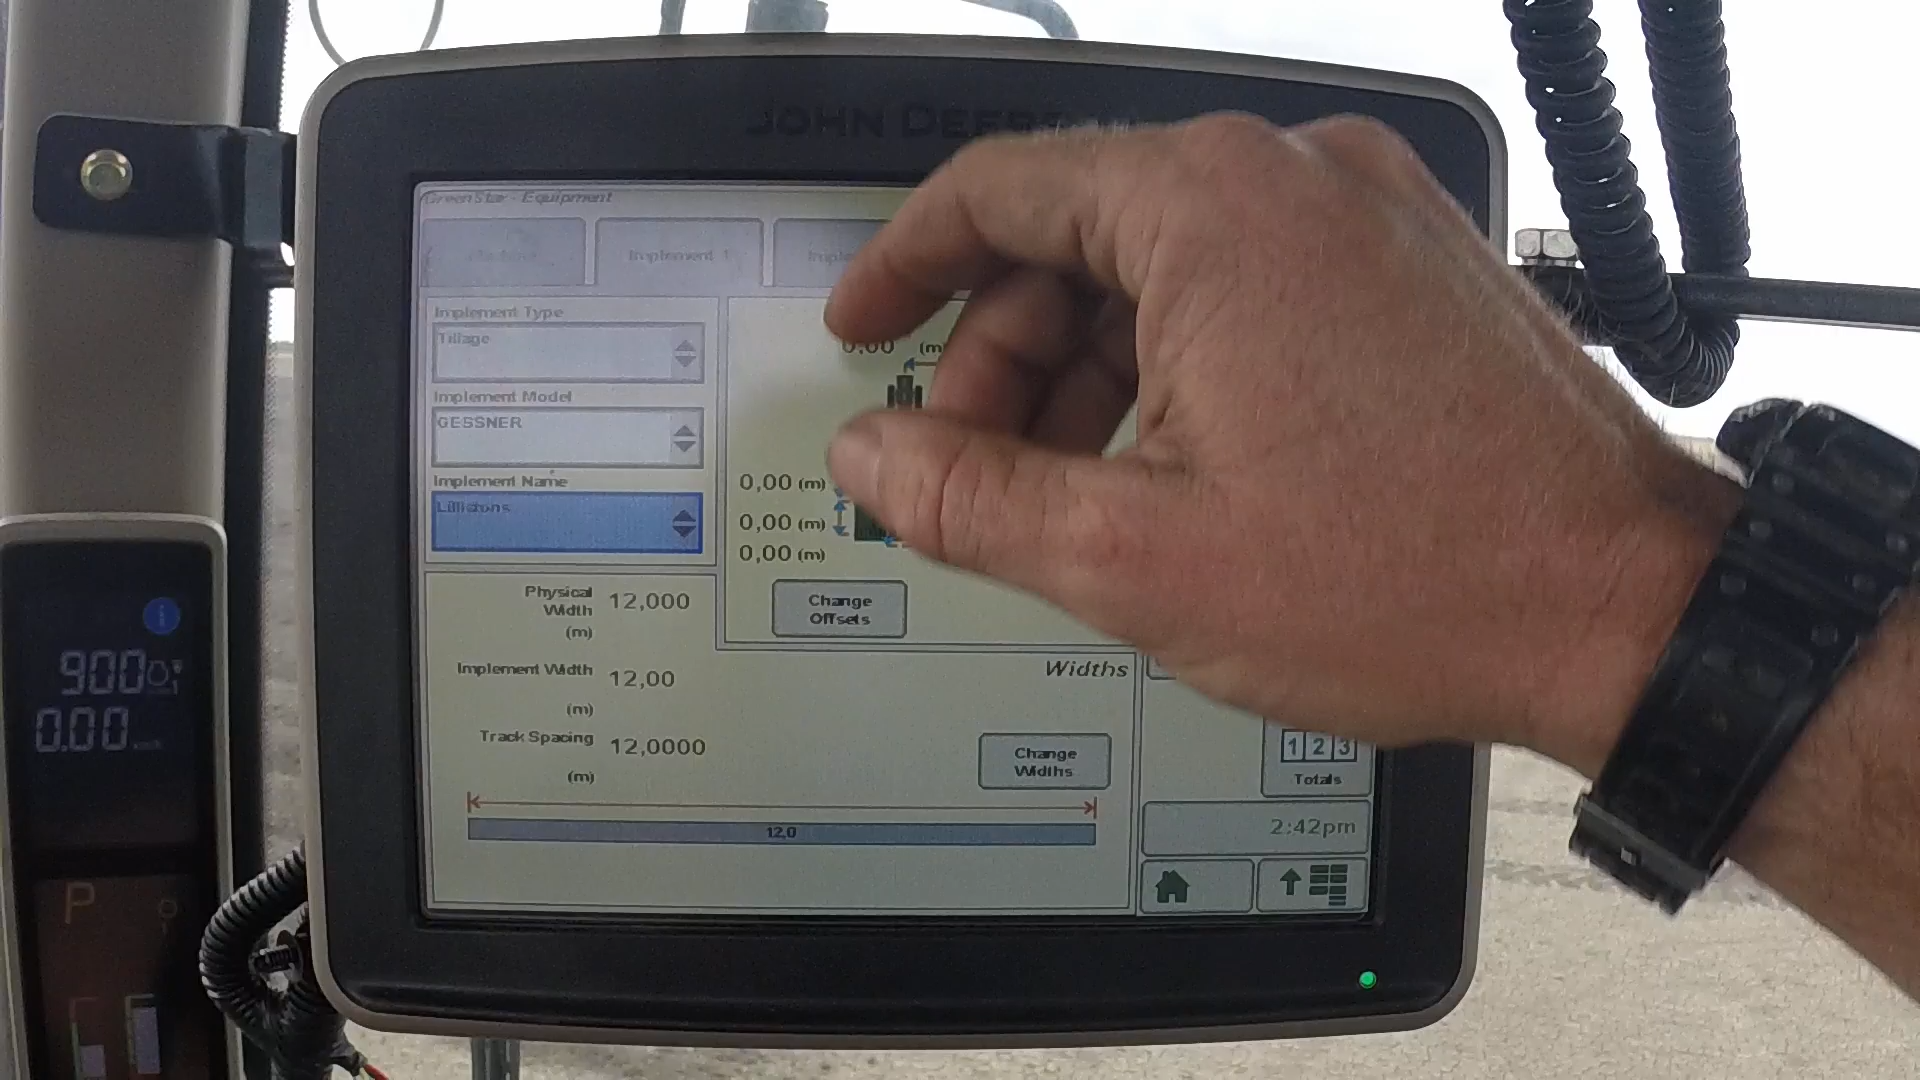 JOHN DEERE
GreenStar - Equipment
Implement 1
Implement Type
Tillage
Implement Model
GESSNER
Implement Name
Lillistons
0,00 (m)
0,00 (m)
0,00 (m)
0,00 (m)
Change
Offsets
Physical
Width
(m)
12,000
Implement Width
(m)
12,00
Track Spacing
(m)
12,0000
Widths
Change
Widths
12,0
1 2 3
Totals
2:42pm
900
0.00
P